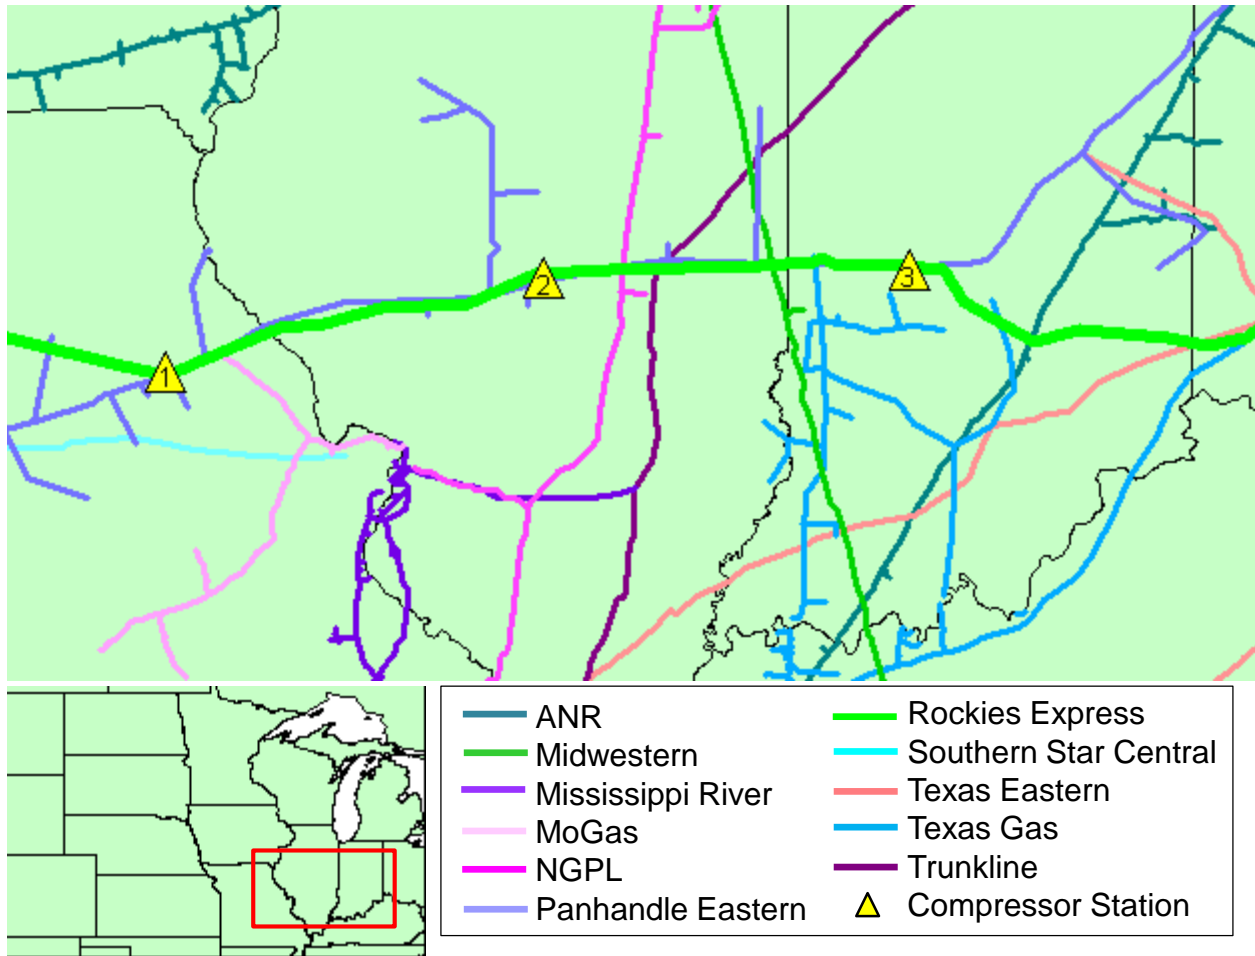 1
2
3
ANR
Midwestern
Mississippi River
MoGas
NGPL
Panhandle Eastern
Rockies Express
Southern Star Central
Texas Eastern
Texas Gas
Trunkline
Compressor Station